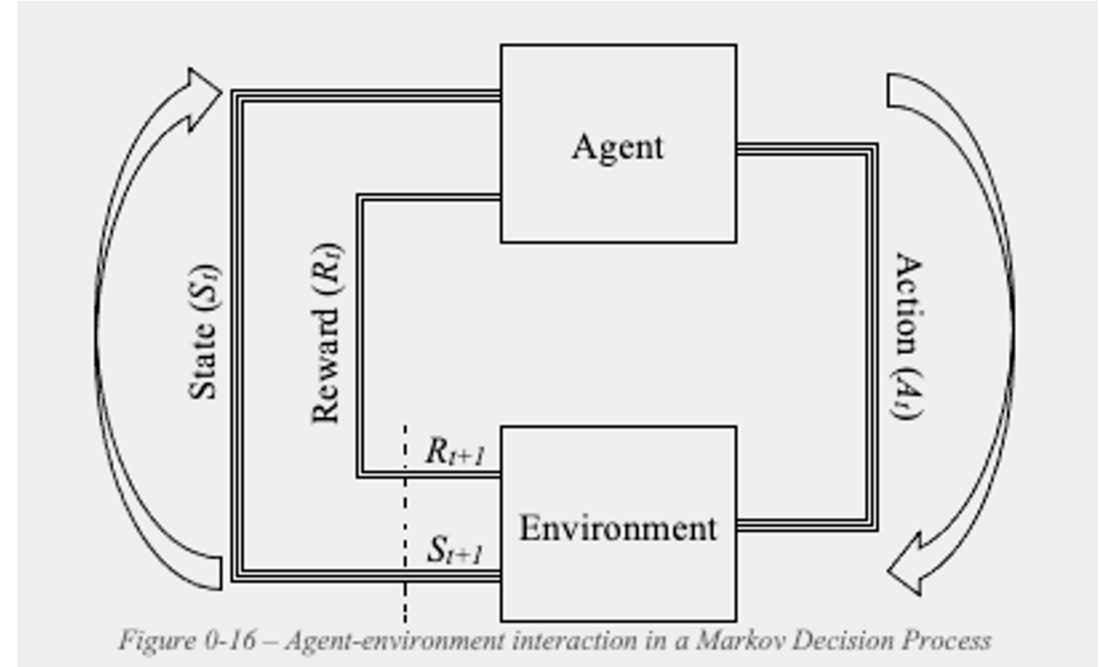 Agent
State (Sₜ)
Reward (Rₜ)
Action (Aₜ)
Rₜ₊₁
Environment
Sₜ₊₁
Figure 0-16 – Agent-environment interaction in a Markov Decision Process